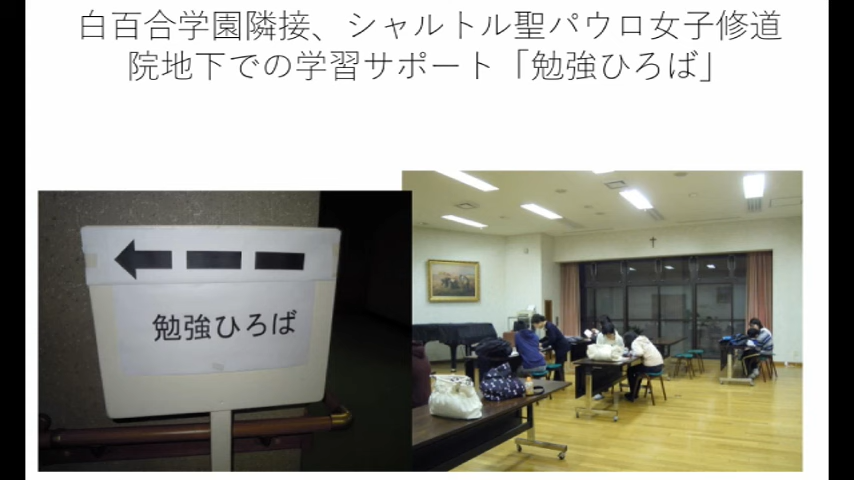 白百合学園隣接、シャルトル聖パウロ女子修道
院地下での学習サポート「勉強ひろば」
勉強ひろば